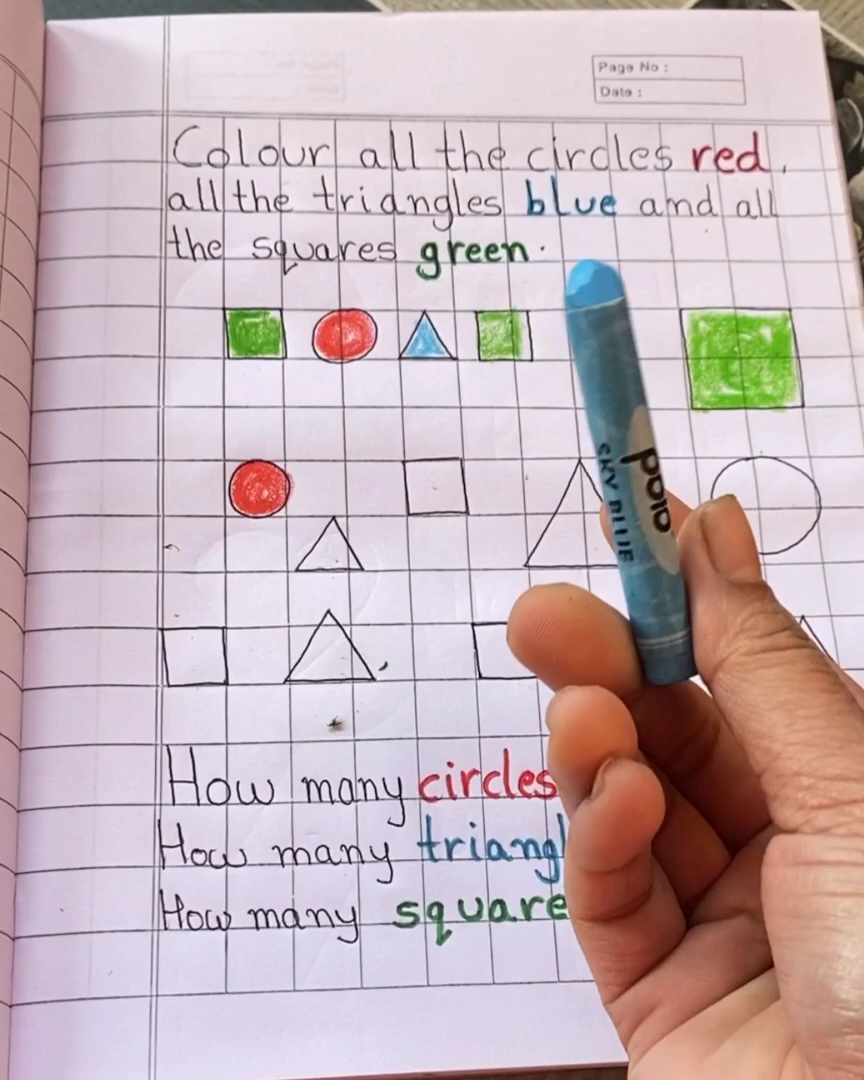 Page No :
Date :
Colour all the circles red,
all the triangles blue and all
the squares green.
polo
SKY BLUE
How many circles
How many triangl
How many square